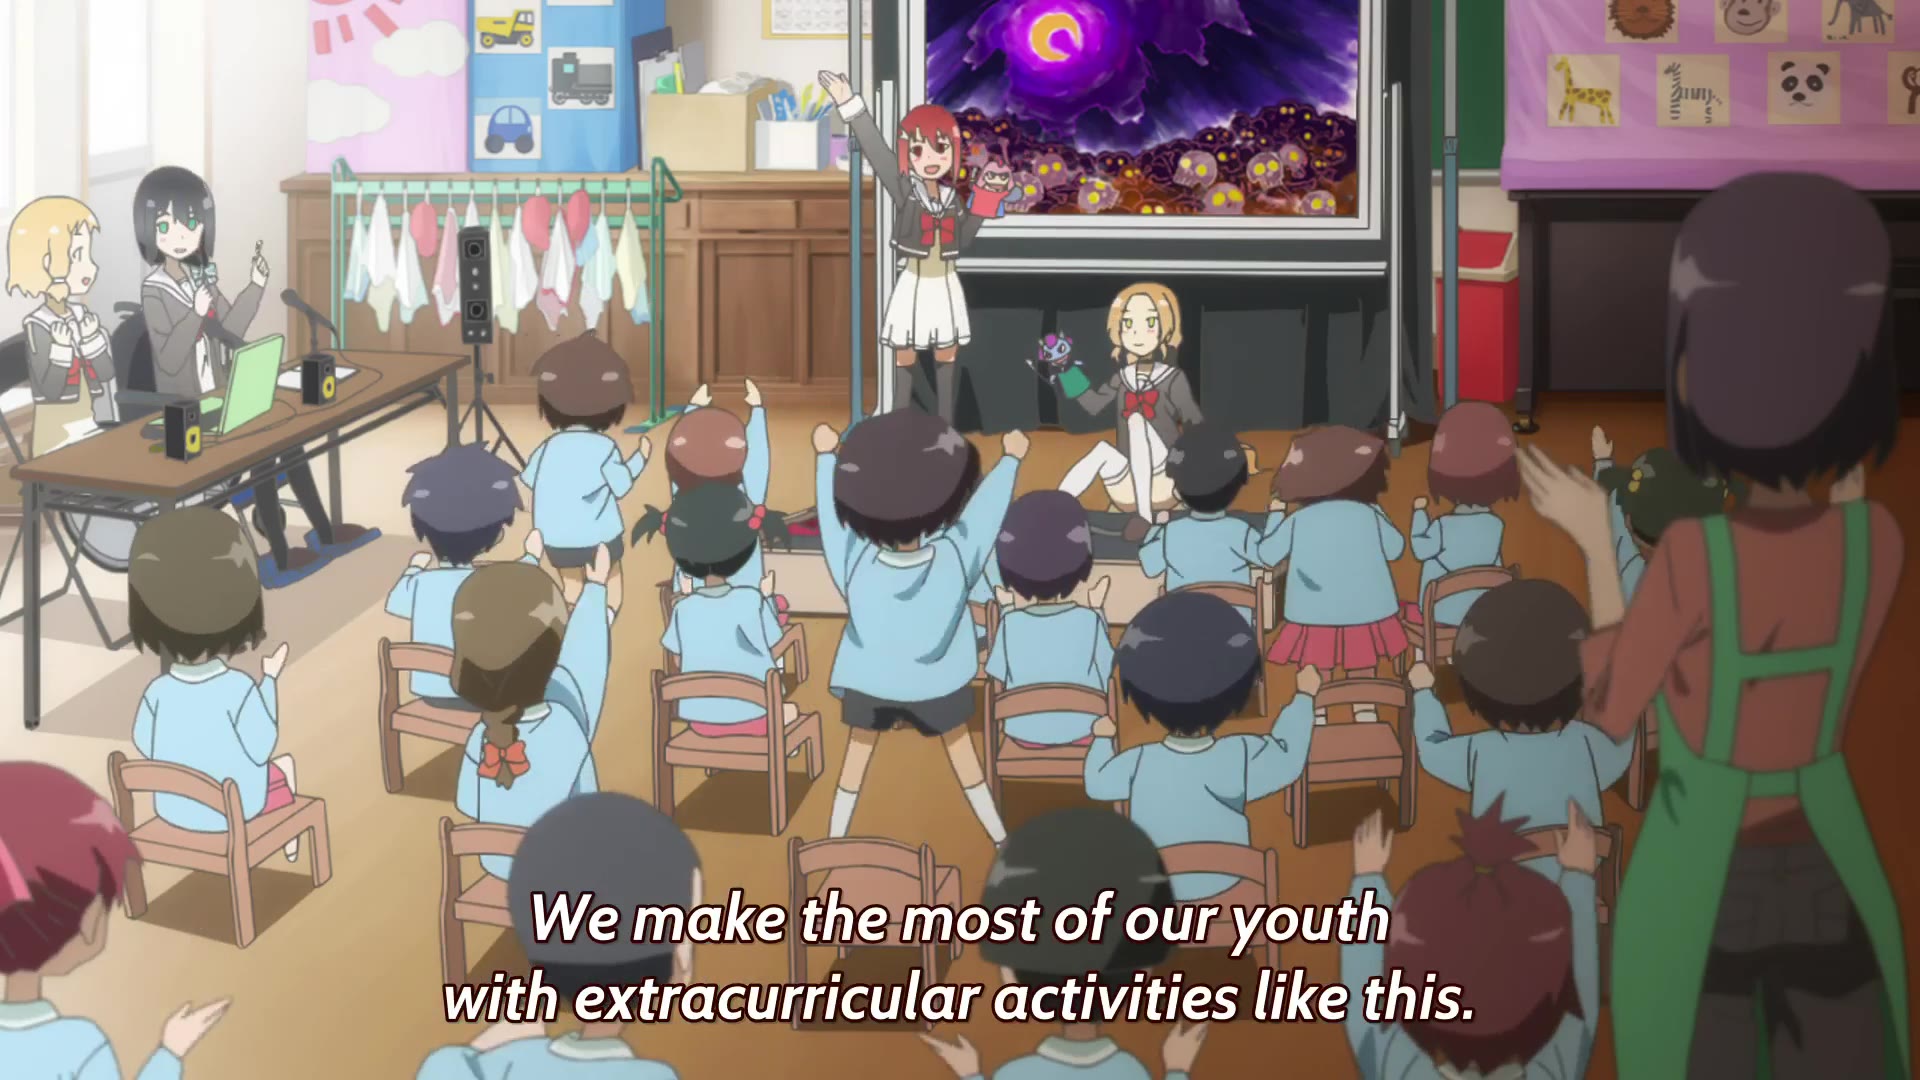 We make the most of our youth
with extracurricular activities like this.